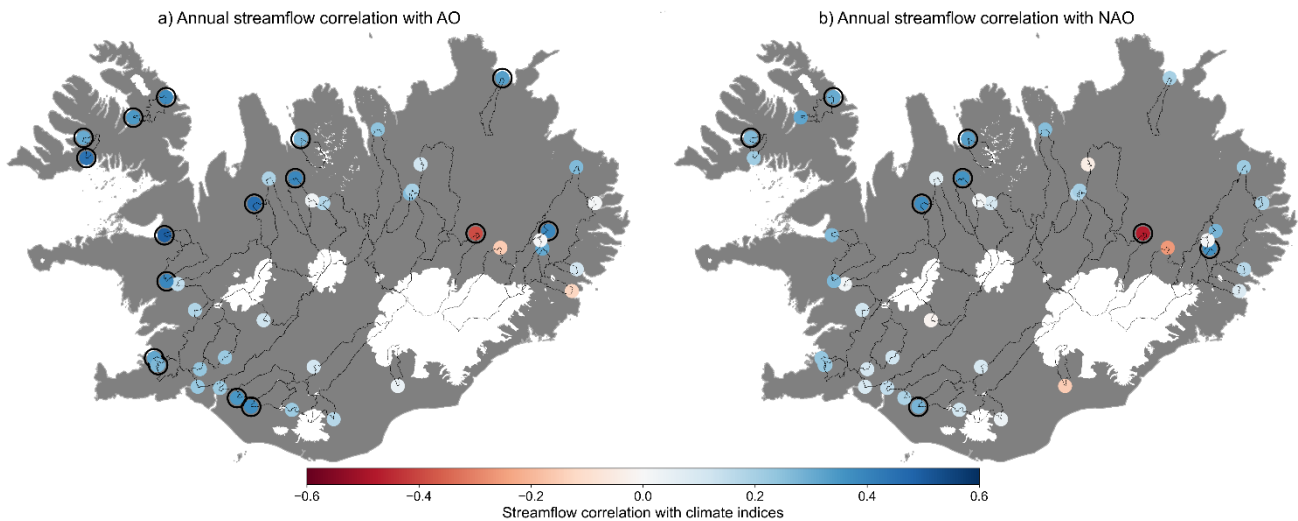 a) Annual streamflow correlation with AO
b) Annual streamflow correlation with NAO
−0.6 −0.4 −0.2 0.0 0.2 0.4 0.6
Streamflow correlation with climate indices